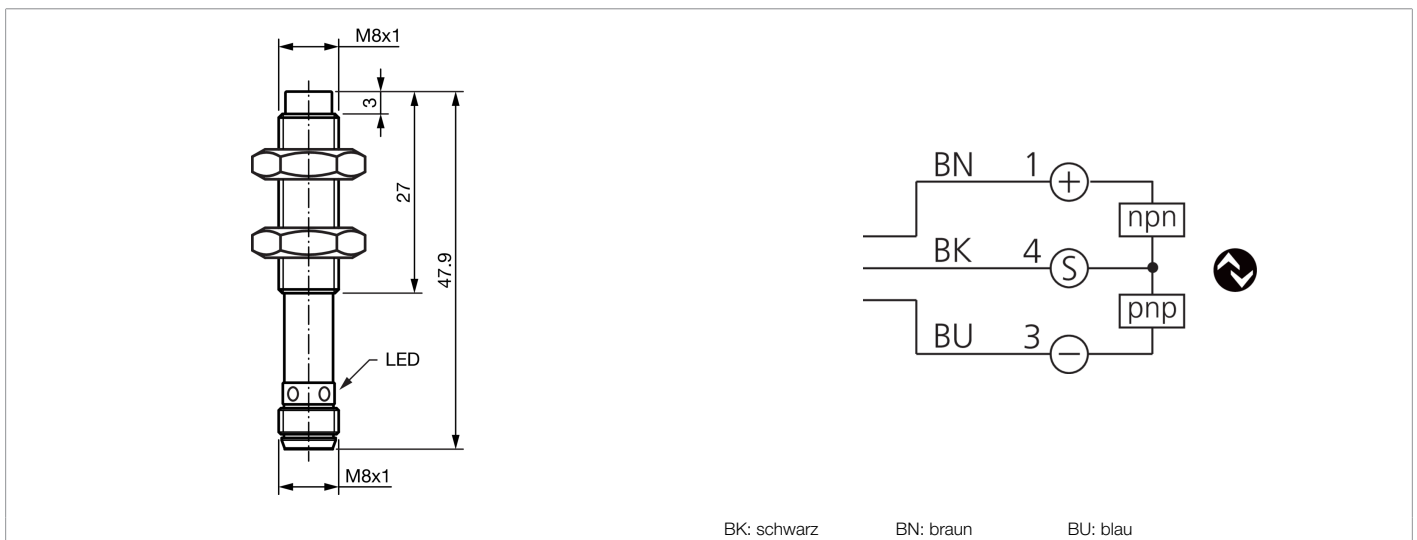 M8x1
3
27
47.9
LED
M8x1
BN 1 +
npn
BK 4 S
pnp
BU 3 −
BK: schwarz BN: braun BU: blau